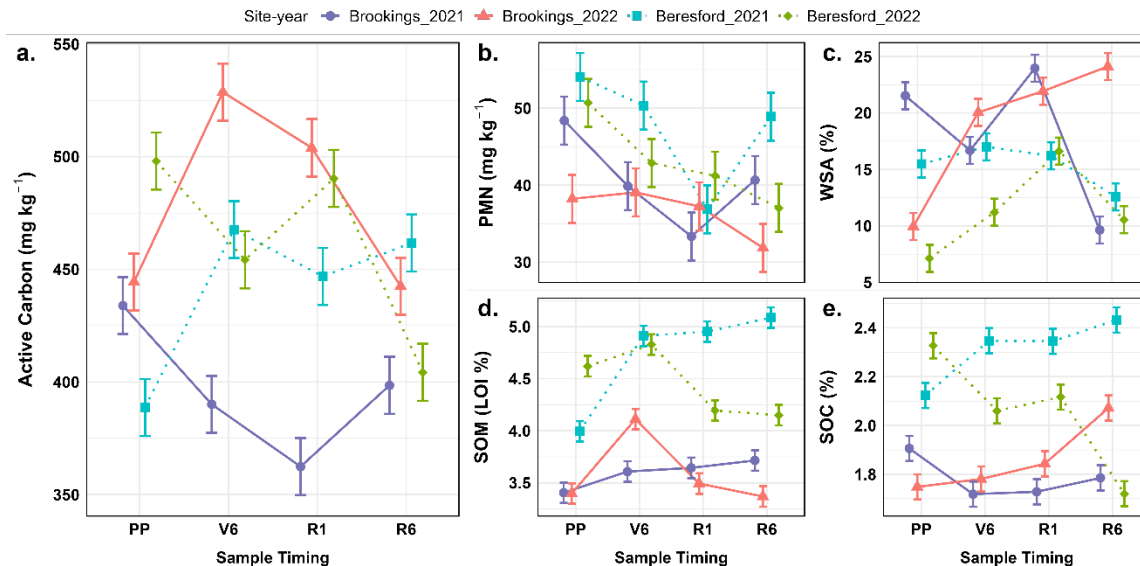 Site-year Brookings_2021 Brookings_2022 Beresford_2021 Beresford_2022
a.
Active Carbon (mg kg⁻¹)
550
500
450
400
350
PP V6 R1 R6
Sample Timing
b.
PMN (mg kg⁻¹)
50
40
30
c.
WSA (%)
25
20
15
10
5
d.
SOM (LOI %)
5.0
4.5
4.0
3.5
PP V6 R1 R6
Sample Timing
e.
SOC (%)
2.4
2.2
2.0
1.8
PP V6 R1 R6
Sample Timing